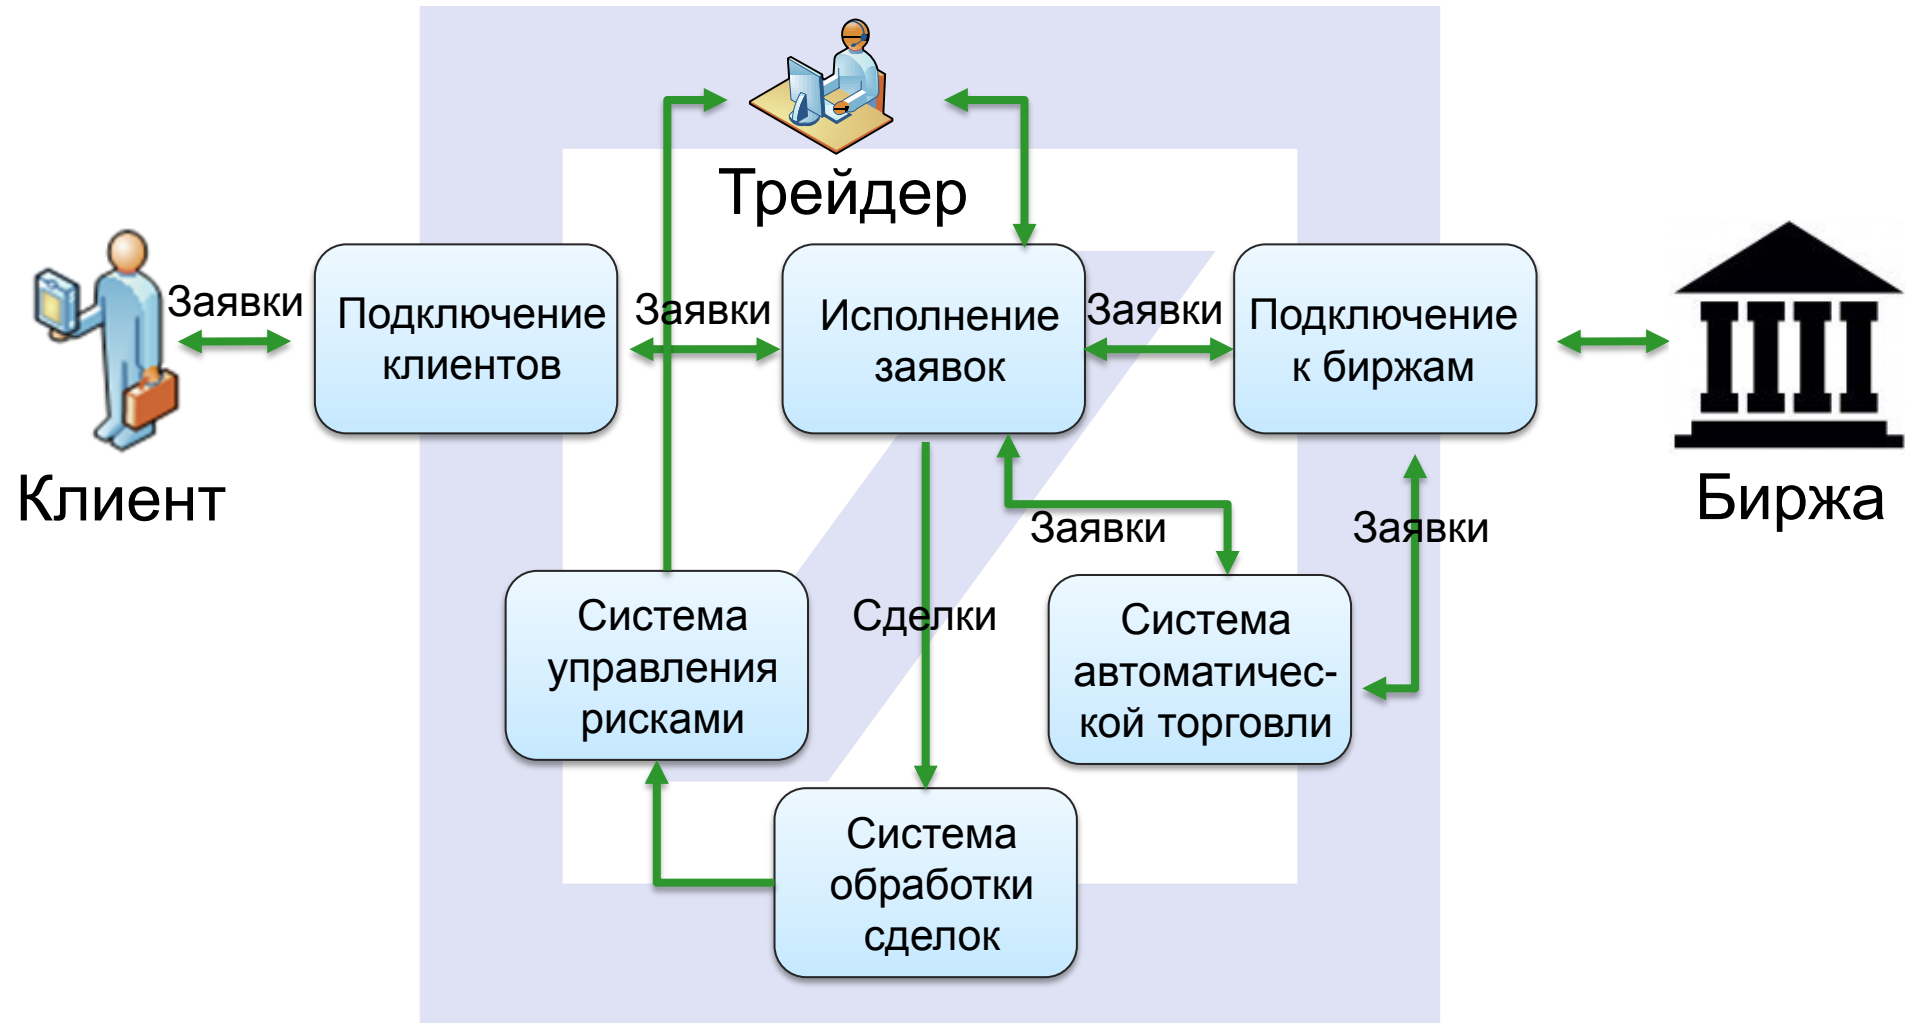 Трейдер
Заявки
Подключение
клиентов
Заявки
Исполнение
заявок
Заявки
Подключение
к биржам
Клиент
Биржа
Заявки
Заявки
Система
управления
рисками
Сделки
Система
автоматичес-
кой торговли
Система
обработки
сделок